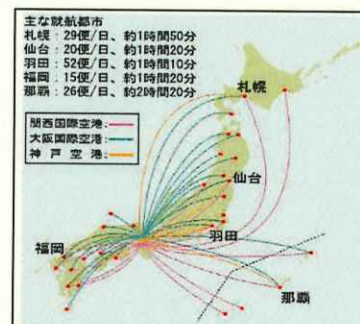 主な就航都市
札幌：29便/日、約1時間50分
仙台：20便/日、約1時間20分
羽田：52便/日、約1時間10分
福岡：15便/日、約1時間20分
那覇：26便/日、約2時間20分
関西国際空港：
大阪国際空港：
神戸空港：
札幌
仙台
羽田
福岡
那覇